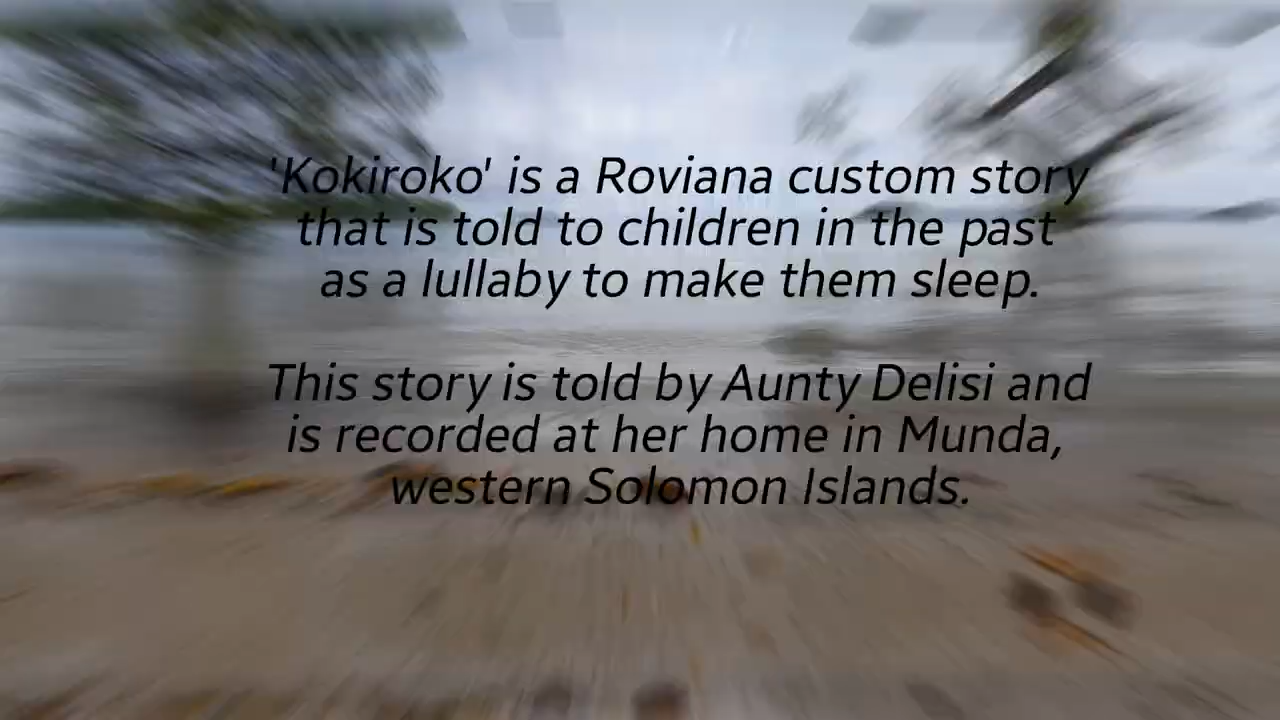 'Kokiroko' is a Roviana custom story
that is told to children in the past
as a lullaby to make them sleep.
This story is told by Aunty Delisi and
is recorded at her home in Munda,
western Solomon Islands.